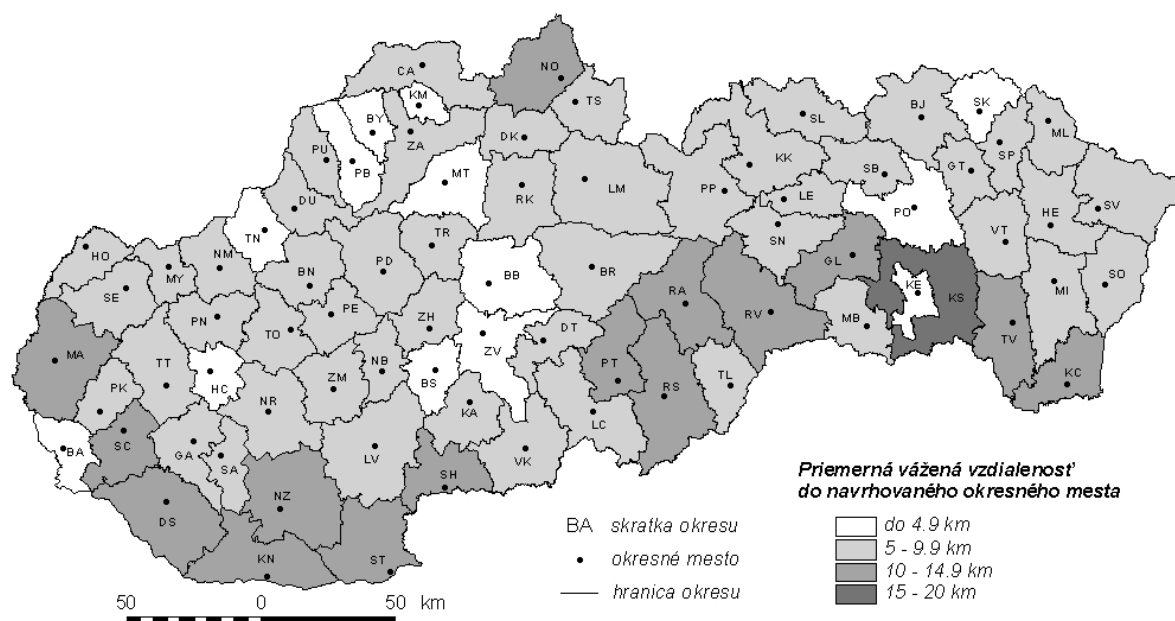 NO
CA
KM
TS
BY
BJ
SK
SL
ML
PU
ZA
DK
SP
PB
KK
GT
MT
SB
LM
PP
RK
LE
DU
PO
SV
HE
TN
TR
SN
VT
HO
NM
BB
GL
MY
BN
PD
BR
SO
SE
KE
KS
MI
RA
PE
ZH
RV
MB
PN
TO
DT
ZV
TV
MA
TT
NB
BS
PT
KC
HC
ZM
RS
TL
PK
NR
KA
LC
SC
BA
GA
SA
LV
VK
SH
DS
NZ
KN
ST
Priemerná vážená vzdialenosť
do navrhovaného okresného mesta
BA skratka okresu
okresné mesto
hranica okresu
do 4.9 km
5 - 9.9 km
10 - 14.9 km
15 - 20 km
50 0 50 km